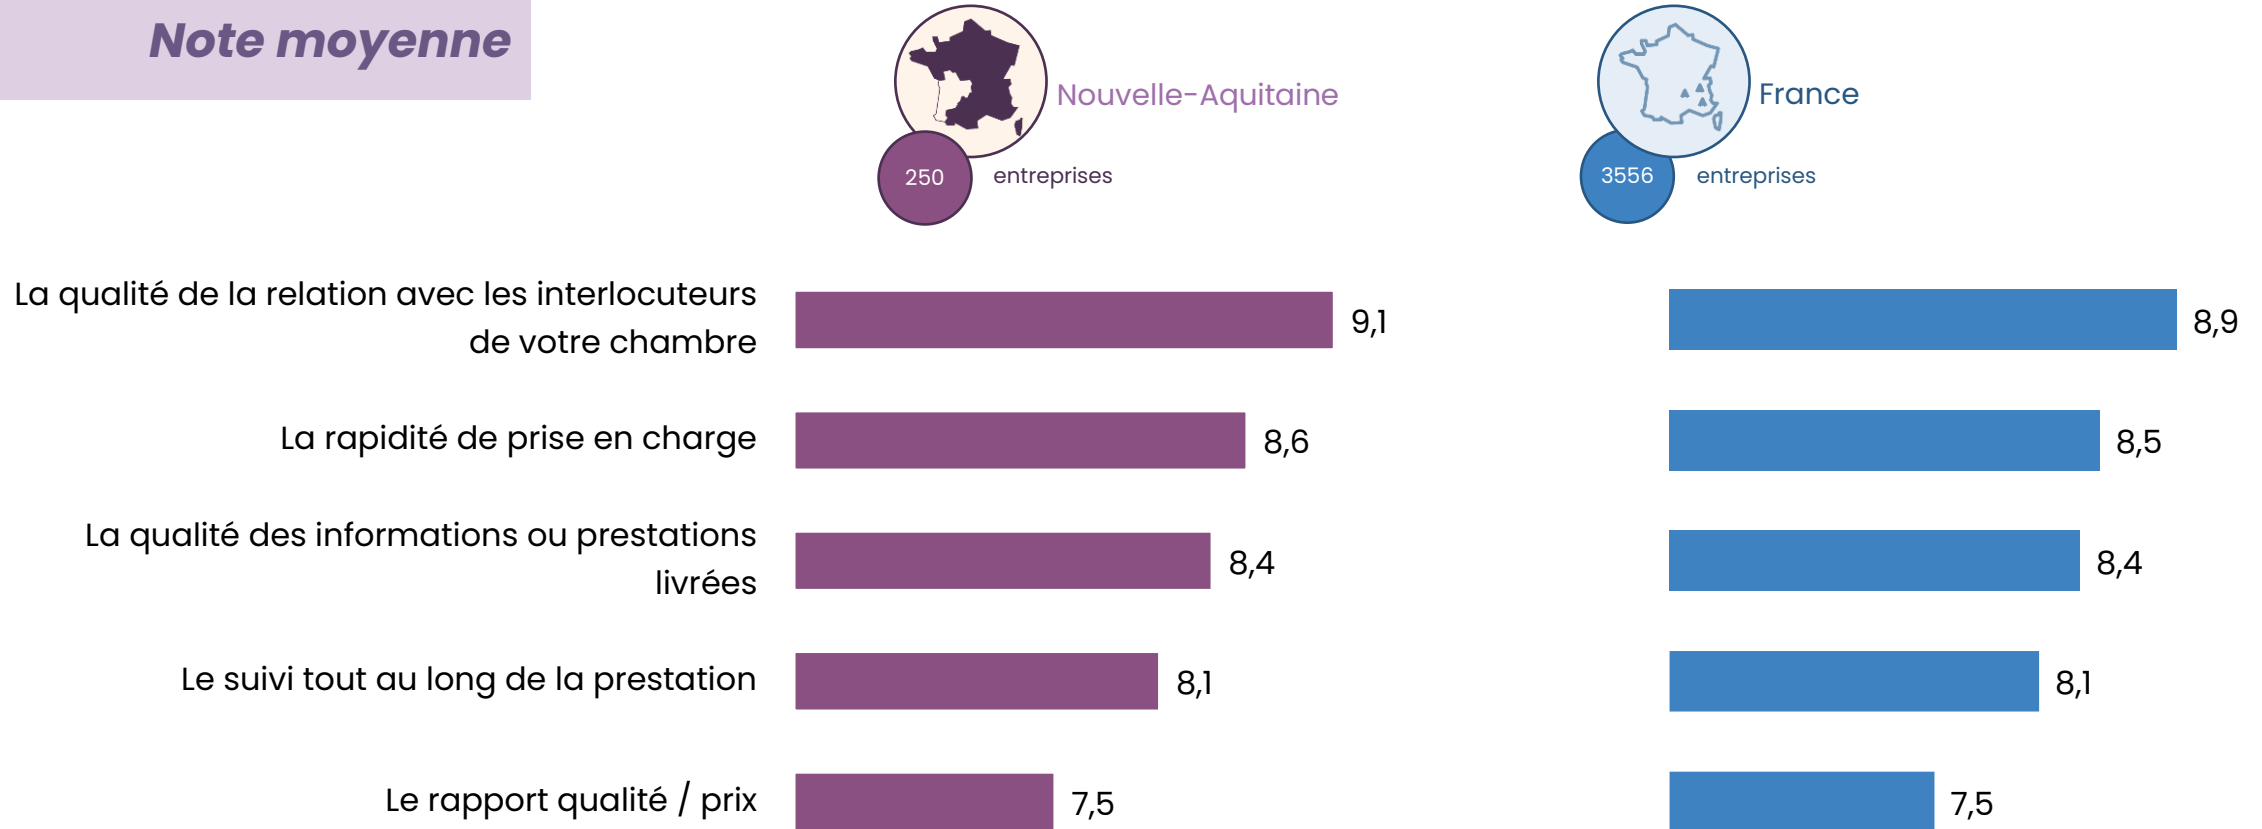 Note moyenne
Nouvelle-Aquitaine
250 entreprises
France
3556 entreprises
La qualité de la relation avec les interlocuteurs
de votre chambre
9,1
8,9
La rapidité de prise en charge
8,6
8,5
La qualité des informations ou prestations
livrées
8,4
8,4
Le suivi tout au long de la prestation
8,1
8,1
Le rapport qualité / prix
7,5
7,5